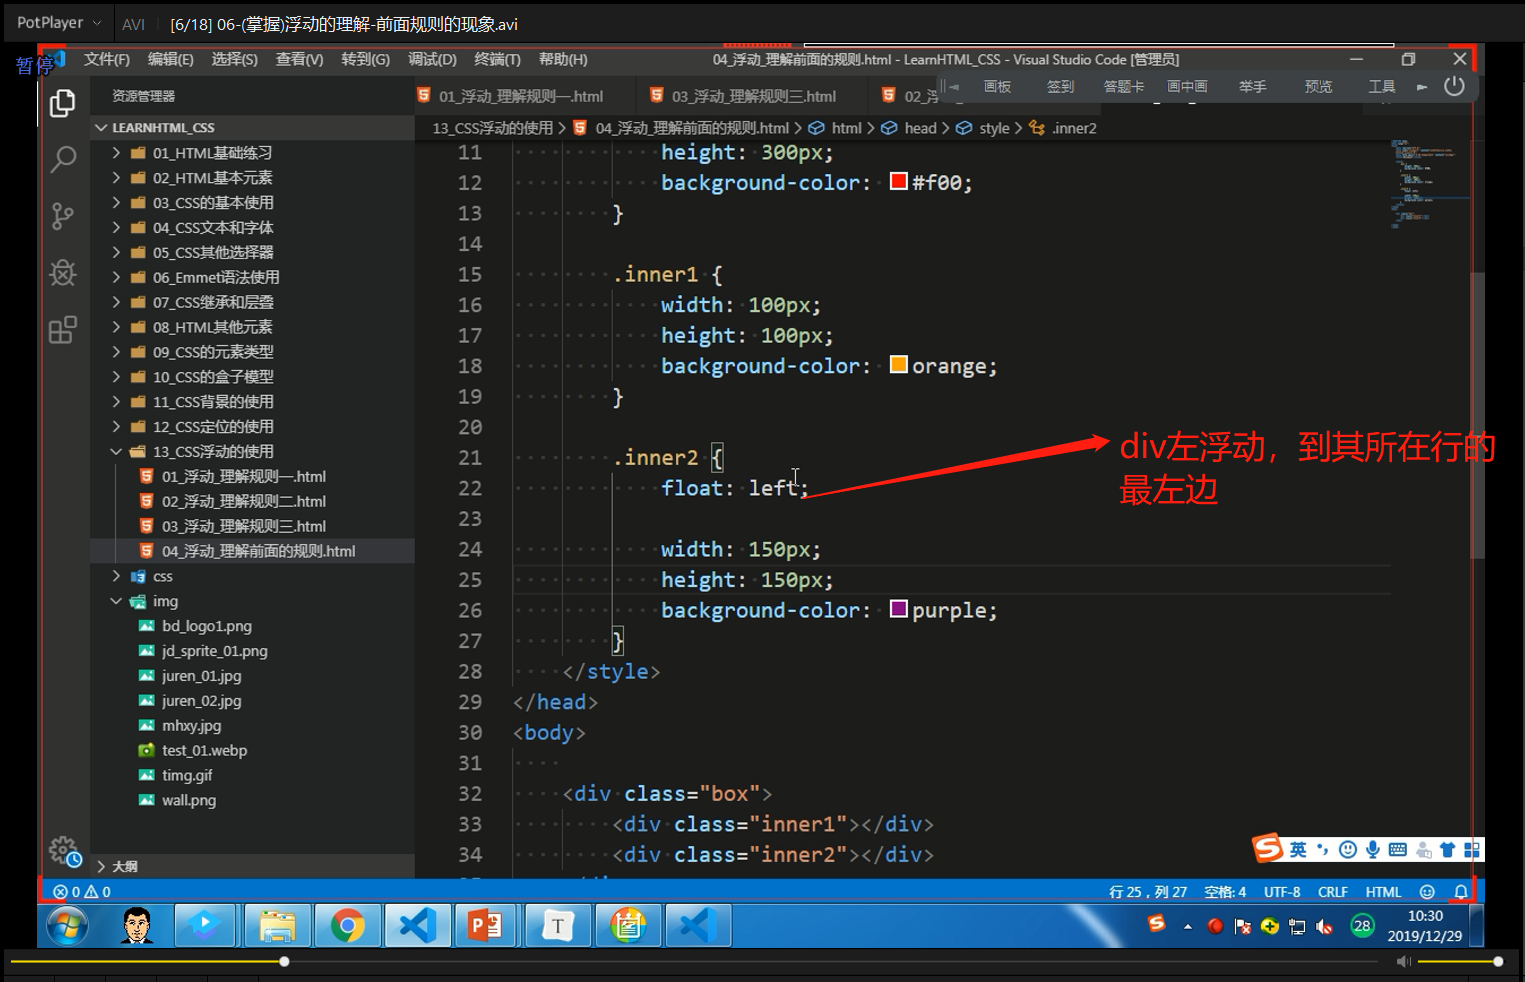 PotPlayer AVI [6/18] 06-(掌握)浮动的理解-前面规则的现象.avi
暂停
文件(F) 编辑(E) 选择(S) 查看(V) 转到(G) 调试(D) 终端(T) 帮助(H) 04_浮动_理解前面的规则.html - LearnHTML_CSS - Visual Studio Code [管理员]
画板 签到 答题卡 画中画 举手 预览 工具
资源管理器
01_浮动_理解规则一.html 03_浮动_理解规则三.html 02_浮
13_CSS浮动的使用 > 04_浮动_理解前面的规则.html > html > head > style > .inner2
LEARNHTML_CSS
01_HTML基础练习
02_HTML基本元素
03_CSS的基本使用
04_CSS文本和字体
05_CSS其他选择器
06_Emmet语法使用
07_CSS继承和层叠
08_HTML其他元素
09_CSS的元素类型
10_CSS的盒子模型
11_CSS背景的使用
12_CSS定位的使用
13_CSS浮动的使用
01_浮动_理解规则一.html
02_浮动_理解规则二.html
03_浮动_理解规则三.html
04_浮动_理解前面的规则.html
css
img
bd_logo1.png
jd_sprite_01.png
juren_01.jpg
juren_02.jpg
mhxy.jpg
test_01.webp
timg.gif
wall.png
大纲
11 height: 300px;
12 background-color: #f00;
13 }
14
15 .inner1 {
16 width: 100px;
17 height: 100px;
18 background-color: orange;
19 }
20
21 .inner2 {
22 float: left;
23
24 width: 150px;
25 height: 150px;
26 background-color: purple;
27 }
28 </style>
29 </head>
30 <body>
31
32 <div class="box">
33 <div class="inner1"></div>
34 <div class="inner2"></div>
div左浮动，到其所在行的
最左边
英
0 0 行 25，列 27 空格: 4 UTF-8 CRLF HTML
28
10:30
2019/12/29